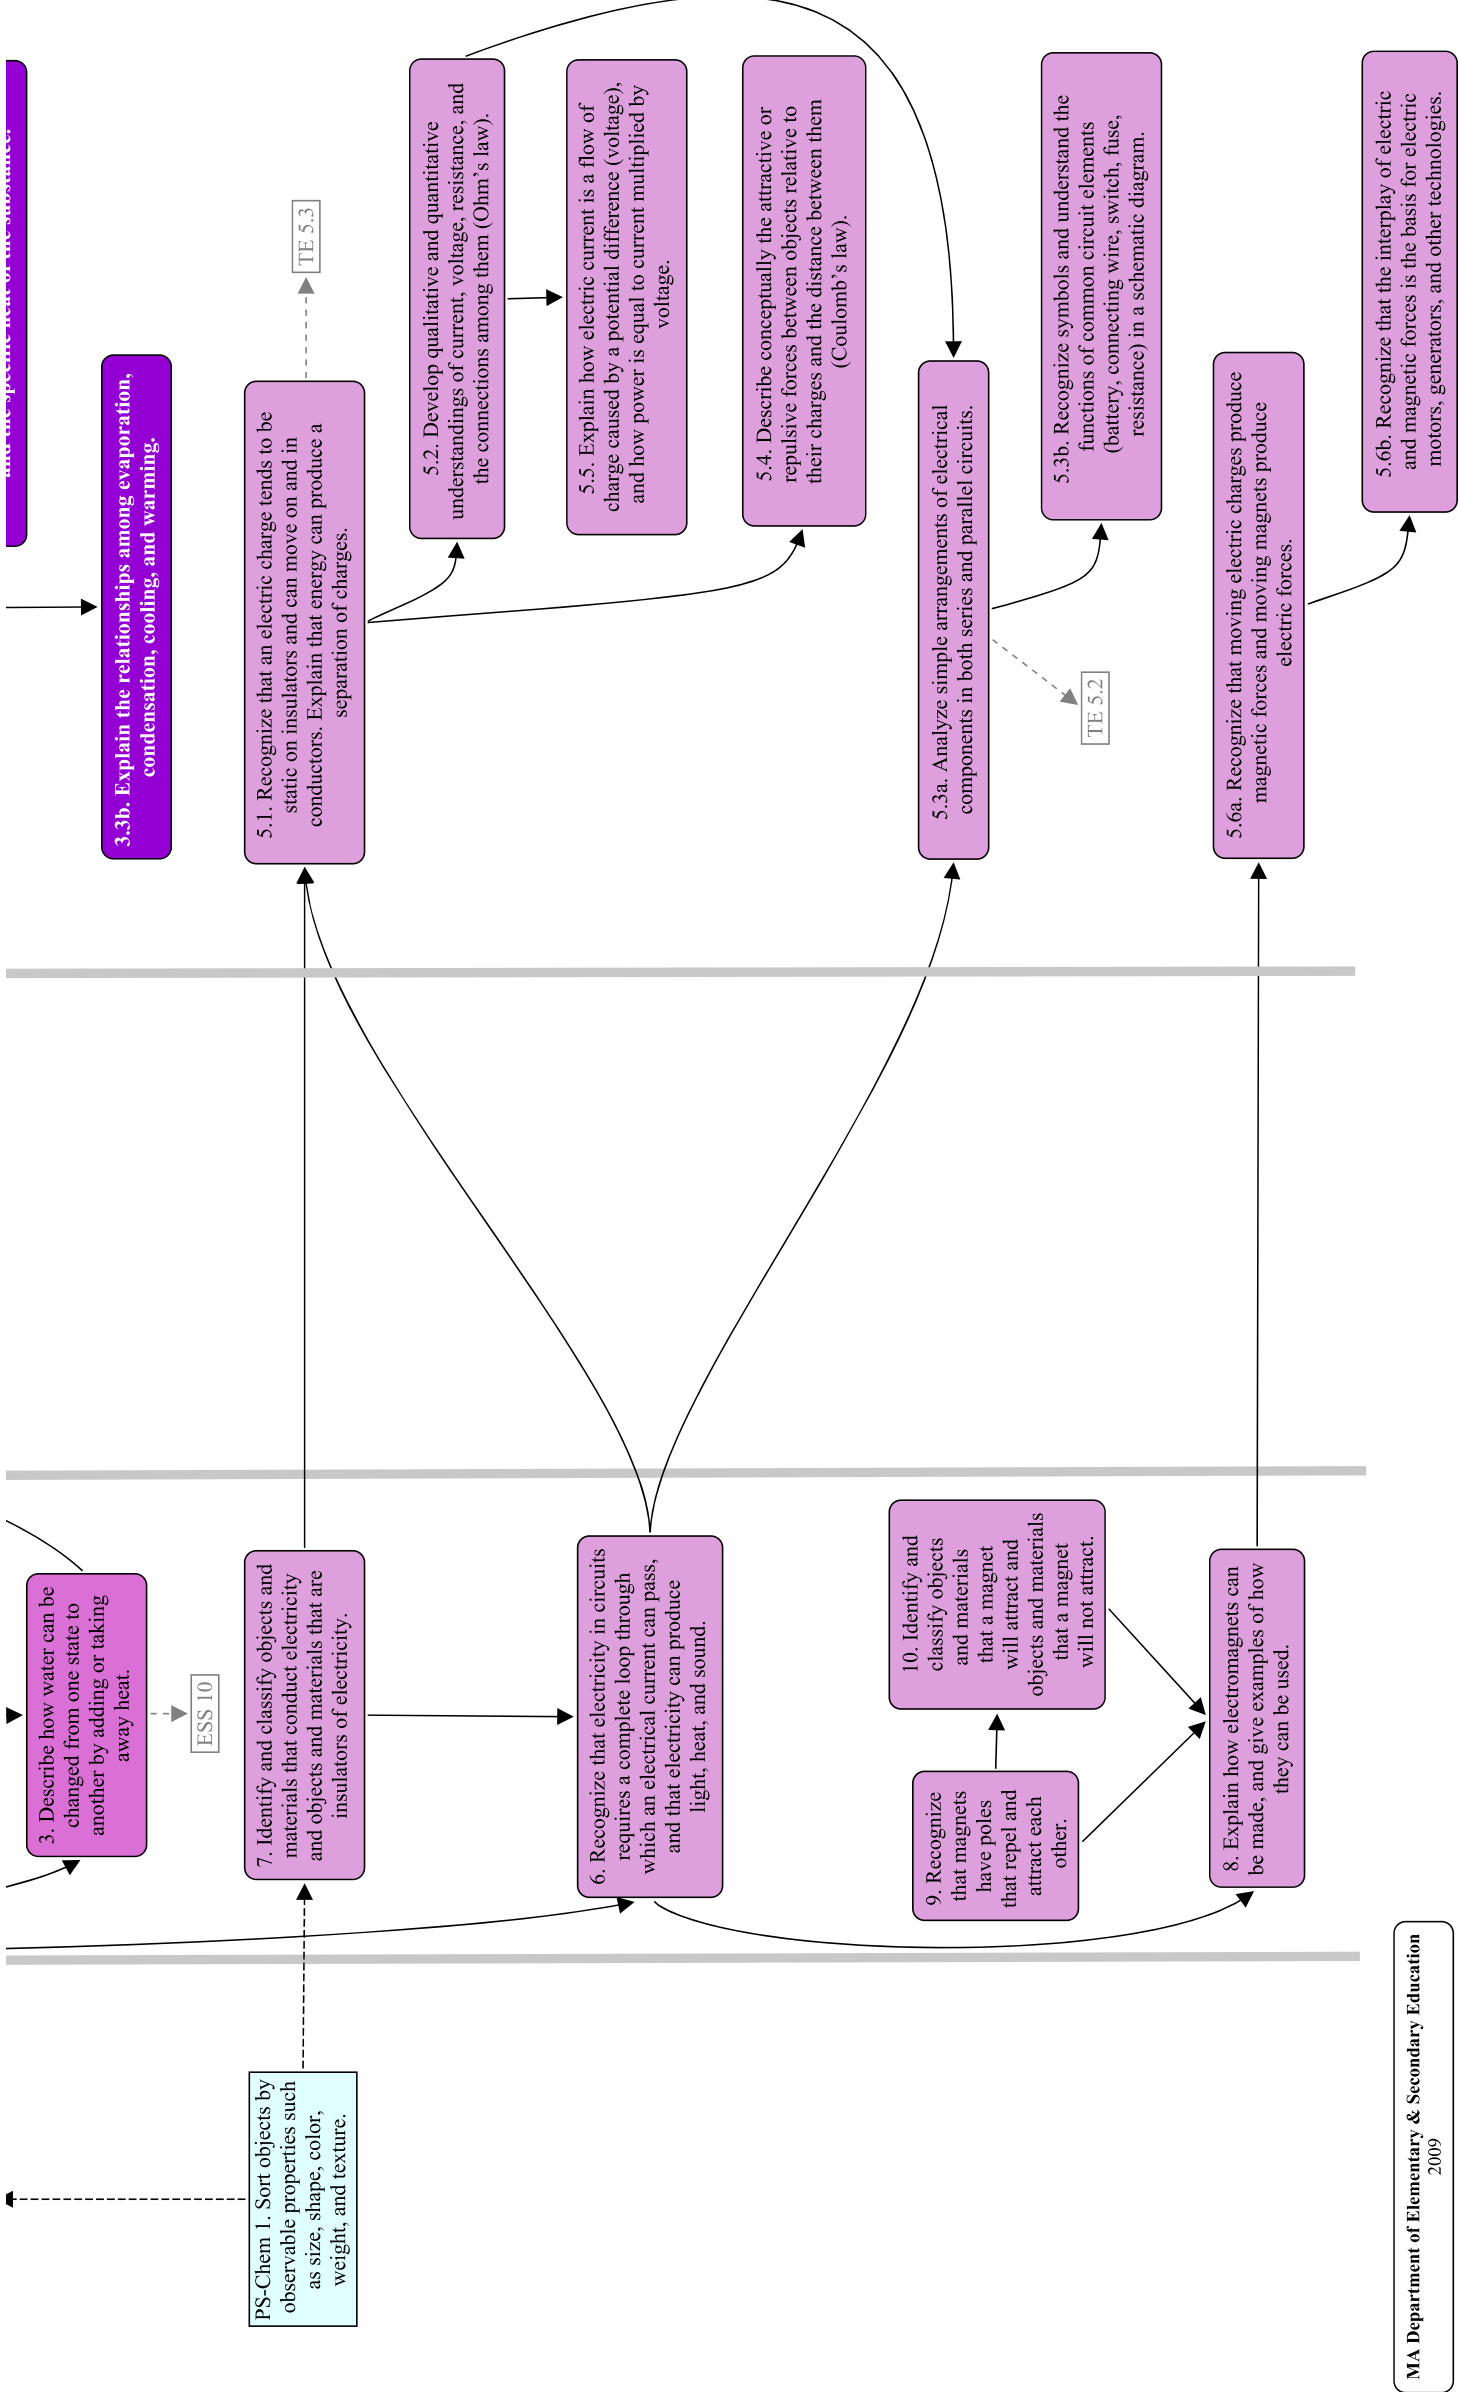 and the specific heat of the substance.
3.3b. Explain the relationships among evaporation,
condensation, cooling, and warming.
5.1. Recognize that an electric charge tends to be
static on insulators and can move on and in
conductors. Explain that energy can produce a
separation of charges.
TE 5.3
5.2. Develop qualitative and quantitative
understandings of current, voltage, resistance, and
the connections among them (Ohm's law).
5.5. Explain how electric current is a flow of
charge caused by a potential difference (voltage),
and how power is equal to current multiplied by
voltage.
5.4. Describe conceptually the attractive or
repulsive forces between objects relative to
their charges and the distance between them
(Coulomb's law).
5.3a. Analyze simple arrangements of electrical
components in both series and parallel circuits.
TE 5.2
5.3b. Recognize symbols and understand the
functions of common circuit elements
(battery, connecting wire, switch, fuse,
resistance) in a schematic diagram.
5.6a. Recognize that moving electric charges produce
magnetic forces and moving magnets produce
electric forces.
5.6b. Recognize that the interplay of electric
and magnetic forces is the basis for electric
motors, generators, and other technologies.
3. Describe how water can be
changed from one state to
another by adding or taking
away heat.
ESS 10
7. Identify and classify objects and
materials that conduct electricity
and objects and materials that are
insulators of electricity.
6. Recognize that electricity in circuits
requires a complete loop through
which an electrical current can pass,
and that electricity can produce
light, heat, and sound.
10. Identify and
classify objects
and materials
that a magnet
will attract and
objects and materials
that a magnet
will not attract.
9. Recognize
that magnets
have poles
that repel and
attract each
other.
8. Explain how electromagnets can
be made, and give examples of how
they can be used.
PS-Chem 1. Sort objects by
observable properties such
as size, shape, color,
weight, and texture.
MA Department of Elementary & Secondary Education
2009